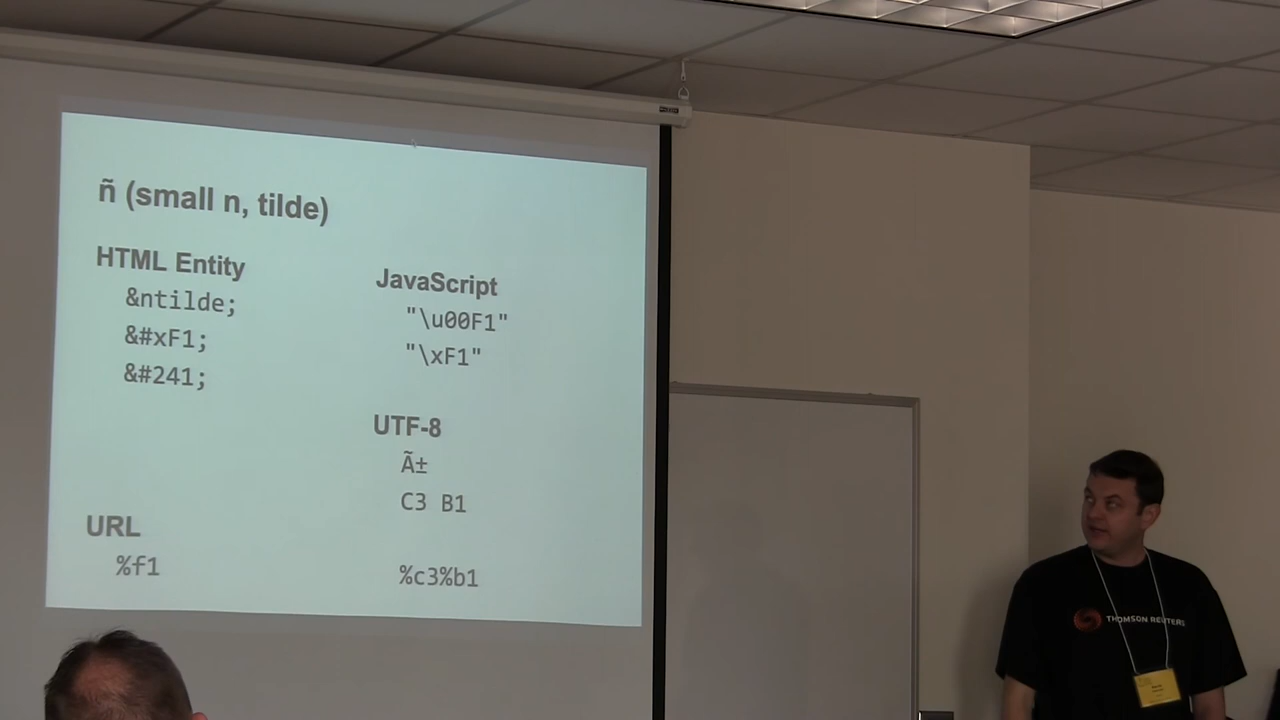 ñ (small n, tilde)
HTML Entity
&ntilde;
&#xF1;
&#241;
JavaScript
"\u00F1"
"\xF1"
UTF-8
Ã±
C3 B1
URL
%f1
%c3%b1
THOMSON REUTERS